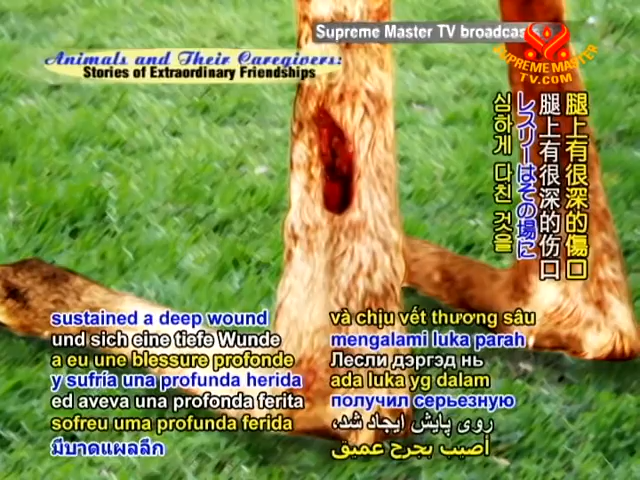 Supreme Master TV broadcas
SUPREME MASTER
TV.COM
Animals and Their Caregivers:
Stories of Extraordinary Friendships
腿上有很深的傷口
腿上有很深的伤口
レスリーはその場に
심하게 다친 것을
sustained a deep wound
und sich eine tiefe Wunde
a eu une blessure profonde
y sufría una profunda herida
ed aveva una profonda ferita
sofreu uma profunda ferida
มีบาดแผลลึก
và chịu vết thương sâu
mengalami luka parah
Лесли дэргэд нь
ada luka yg dalam
получил серьезную
روی پایش ایجاد شد،
أصيب بجرح عميق